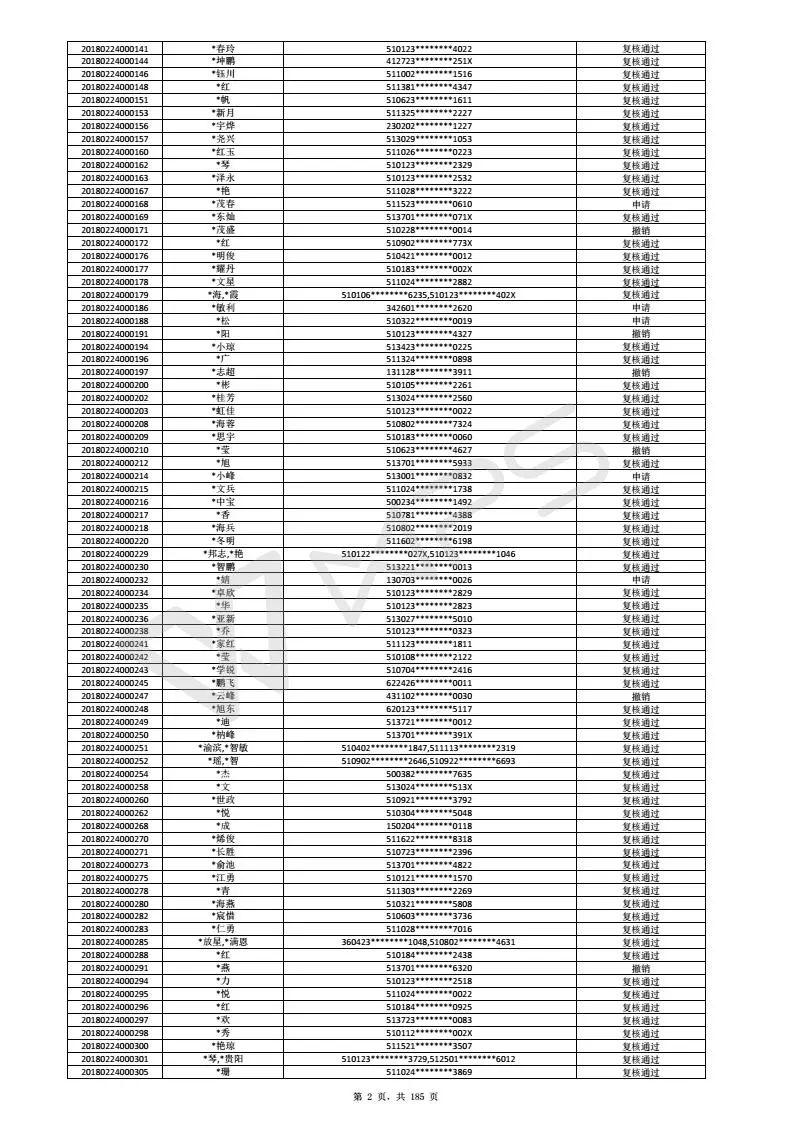 20180224000141 *春玲 510123********4022 复核通过
20180224000144 *坤鹏 412723********251X 复核通过
20180224000146 *钰川 511002********1516 复核通过
20180224000148 *红 511381********4347 复核通过
20180224000151 *帆 510623********1611 复核通过
20180224000153 *新月 511325********2227 复核通过
20180224000156 *宇烨 230202********1227 复核通过
20180224000157 *尧兴 513029********1053 复核通过
20180224000160 *红玉 511026********0223 复核通过
20180224000162 *琴 510123********2329 复核通过
20180224000163 *泽永 510123********2532 复核通过
20180224000167 *艳 511028********3222 复核通过
20180224000168 *茂春 511523********0610 申请
20180224000169 *东灿 513701********071X 复核通过
20180224000171 *茂盛 510228********0014 撤销
20180224000172 *红 510902********773X 复核通过
20180224000176 *明俊 510421********0012 复核通过
20180224000177 *耀丹 510183********002X 复核通过
20180224000178 *文星 511024********2882 复核通过
20180224000179 *海,*霞 510106********6235,510123********402X 复核通过
20180224000186 *敏利 342601********2620 申请
20180224000188 *松 510322********0019 申请
20180224000191 *阳 510123********4327 撤销
20180224000194 *小琼 513423********0225 复核通过
20180224000196 *广 511324********0898 复核通过
20180224000197 *志超 131128********3911 撤销
20180224000200 *彬 510105********2261 复核通过
20180224000202 *桂芳 513024********2560 复核通过
20180224000203 *虹佳 510123********0022 复核通过
20180224000208 *海蓉 510802********7324 复核通过
20180224000209 *思宇 510183********0060 复核通过
20180224000210 *莹 510623********4627 撤销
20180224000212 *旭 513701********5933 复核通过
20180224000214 *小峰 513001********0832 申请
20180224000215 *文兵 511024********1738 复核通过
20180224000216 *中宝 500234********1492 复核通过
20180224000217 *香 510781********4388 复核通过
20180224000218 *海兵 510802********2019 复核通过
20180224000220 *冬明 511602********6198 复核通过
20180224000229 *邦志,*艳 510122********027X,510123********1046 复核通过
20180224000230 *智鹏 513221********0013 复核通过
20180224000232 *婧 130703********0026 申请
20180224000234 *卓欣 510123********2829 复核通过
20180224000235 *华 510123********2823 复核通过
20180224000236 *亚新 513027********5010 复核通过
20180224000238 *乔 510123********0323 复核通过
20180224000241 *家红 511123********1811 复核通过
20180224000242 *莹 510108********2122 复核通过
20180224000243 *学锐 510704********2416 复核通过
20180224000245 *鹏飞 622426********0011 复核通过
20180224000247 *云峰 431102********0030 撤销
20180224000248 *旭东 620123********5117 复核通过
20180224000249 *迪 513721********0012 复核通过
20180224000250 *枘峰 513701********391X 复核通过
20180224000251 *渝滨,*智敏 510402********1847,511113********2319 复核通过
20180224000252 *瑶,*智 510902********2646,510922********6693 复核通过
20180224000254 *杰 500382********7635 复核通过
20180224000258 *文 513024********513X 复核通过
20180224000260 *世政 510921********3792 复核通过
20180224000262 *悦 510304********5048 复核通过
20180224000268 *成 150204********0118 复核通过
20180224000270 *烯俊 511622********8318 复核通过
20180224000271 *长胜 510723********2396 复核通过
20180224000273 *俞池 513701********4822 复核通过
20180224000275 *江勇 510121********1570 复核通过
20180224000278 *青 511303********2269 复核通过
20180224000280 *海燕 510321********5808 复核通过
20180224000282 *宸惜 510603********3736 复核通过
20180224000283 *仁勇 511028********7016 复核通过
20180224000285 *放星,*满恩 360423********1048,510802********4631 复核通过
20180224000288 *红 510184********2438 复核通过
20180224000291 *燕 513701********6320 撤销
20180224000294 *力 510123********2518 复核通过
20180224000295 *悦 511024********0022 复核通过
20180224000296 *红 510184********0925 复核通过
20180224000297 *欢 513723********0083 复核通过
20180224000298 *秀 510112********002X 复核通过
20180224000300 *艳琼 511521********3507 复核通过
20180224000301 *琴,*贵阳 510123********3729,512501********6012 复核通过
20180224000305 *珊 511024********3869 复核通过
第 2 页，共 185 页